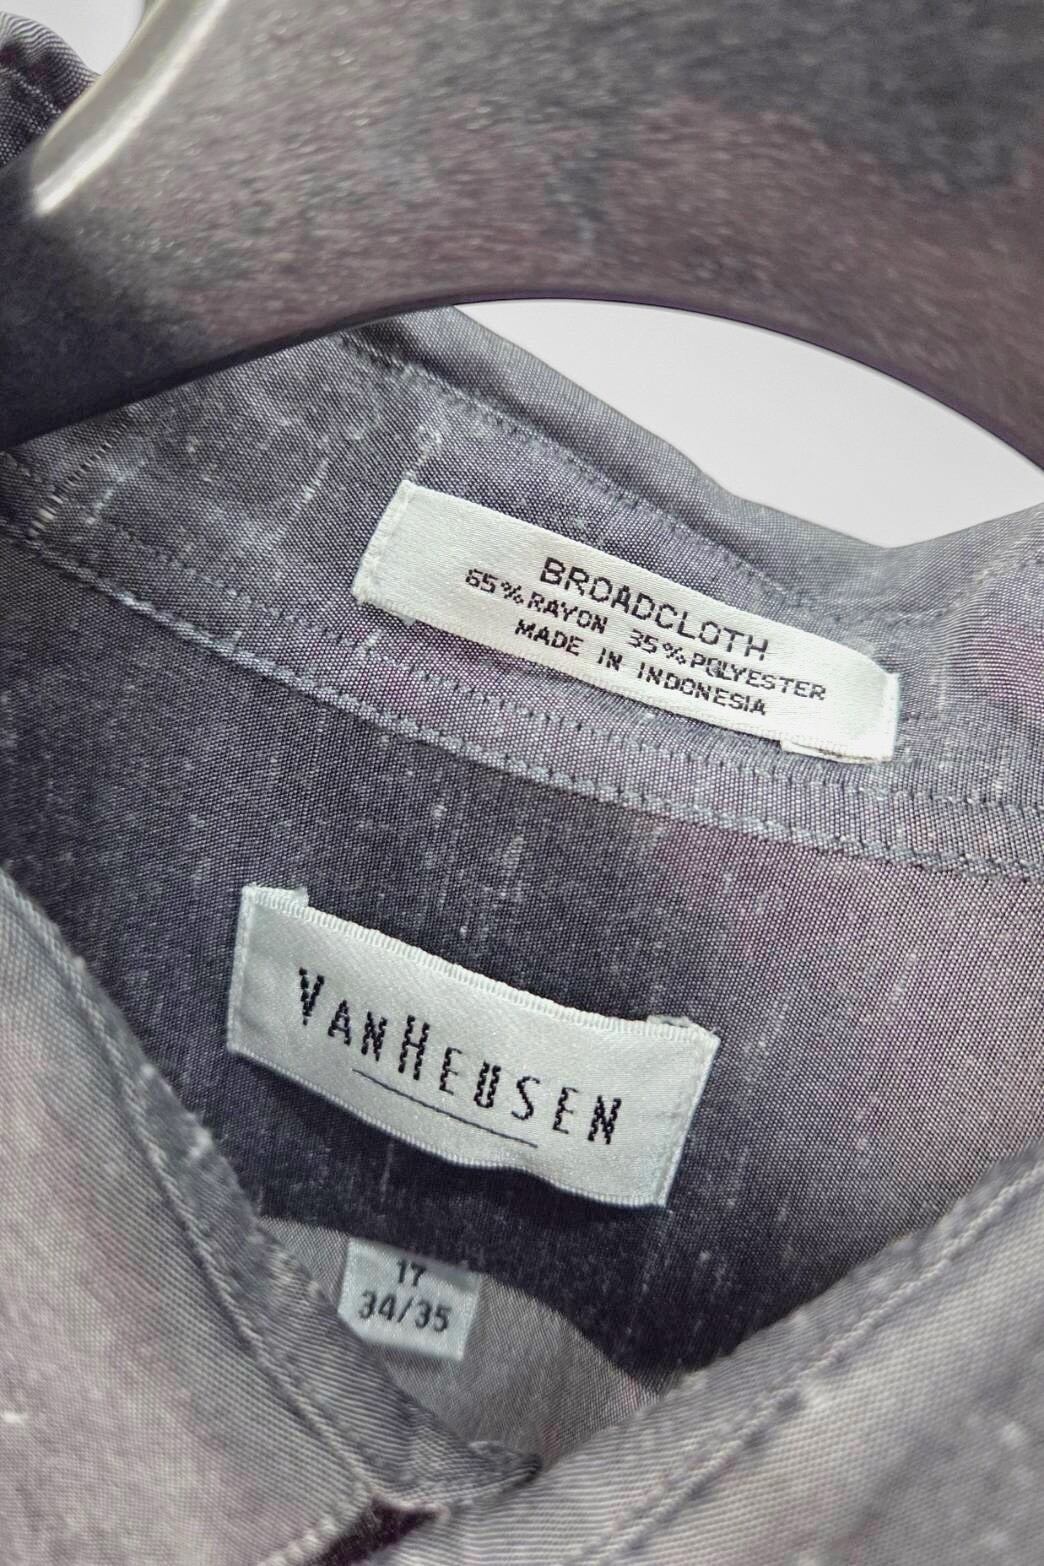 BROADCLOTH
65% RAYON 35% POLYESTER
MADE IN INDONESIA
VANHEUSEN
17
34/35